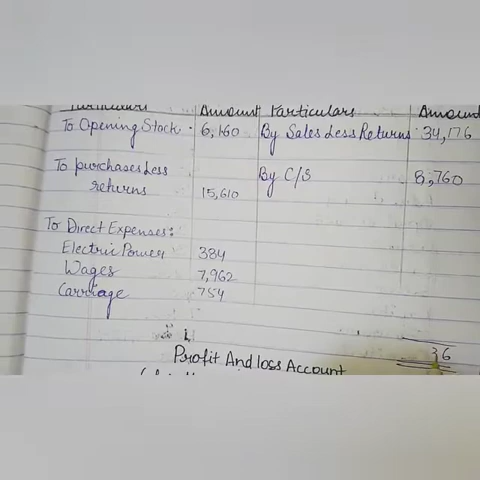 Particulars Amount Particulars Amount
To Opening Stock 6,160 By Sales Less Returns 34,176
To purchases Less By C/S 8,760
returns 15,610
To Direct Expenses:
Electric Power 384
Wages 7,962
Carriage 754
36
Profit And loss Account